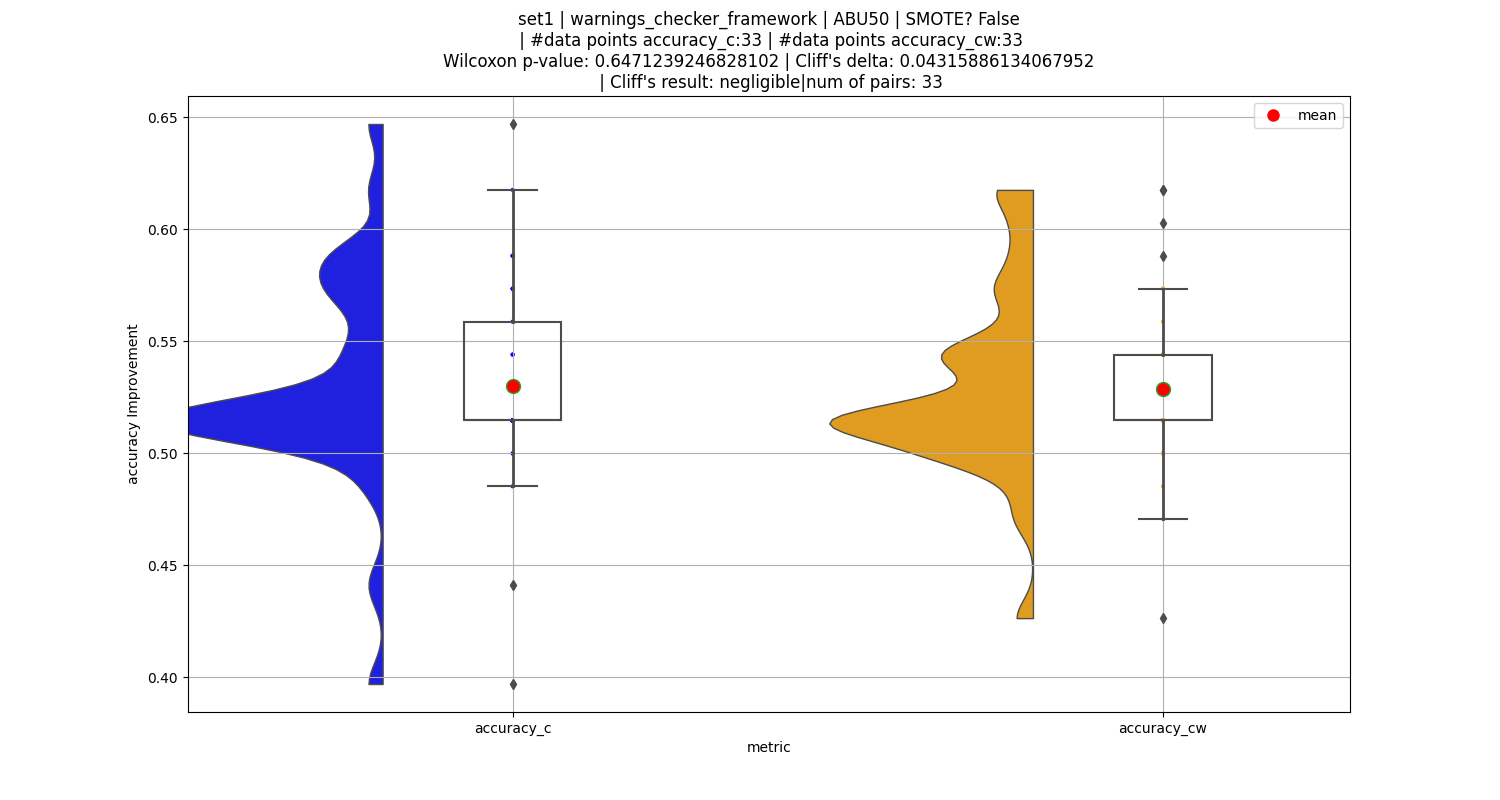 set1 | warnings_checker_framework | ABU50 | SMOTE? False
| #data points accuracy_c:33 | #data points accuracy_cw:33
Wilcoxon p-value: 0.6471239246828102 | Cliff's delta: 0.04315886134067952
| Cliff's result: negligible|num of pairs: 33
mean
accuracy Improvement
0.65
0.60
0.55
0.50
0.45
0.40
accuracy_c
accuracy_cw
metric